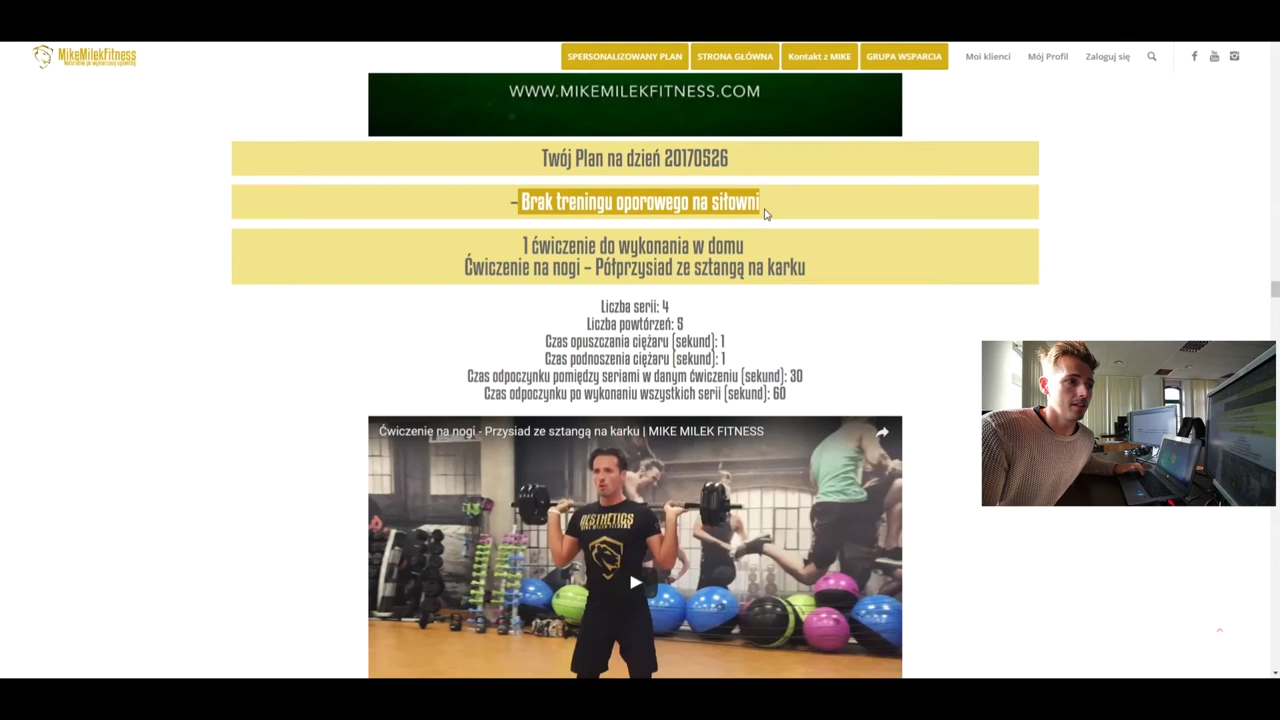 MikeMilekFitness
SPERSONALIZOWANY PLAN
STRONA GŁÓWNA
Kontakt z MIKE
GRUPA WSPARCIA
Moi klienci
Mój Profil
Zaloguj się
WWW.MIKEMILEKFITNESS.COM
Twój Plan na dzień 20170526
– Brak treningu oporowego na siłowni
1 ćwiczenie do wykonania w domu
Ćwiczenie na nogi – Półprzysiad ze sztangą na karku
Liczba serii: 4
Liczba powtórzeń: 5
Czas opuszczania ciężaru (sekund): 1
Czas podnoszenia ciężaru (sekund): 1
Czas odpoczynku pomiędzy seriami w danym ćwiczeniu (sekund): 30
Czas odpoczynku po wykonaniu wszystkich serii (sekund): 60
Ćwiczenie na nogi - Przysiad ze sztangą na karku | MIKE MILEK FITNESS
AESTHETICS
MIKE MILEK FITNESS